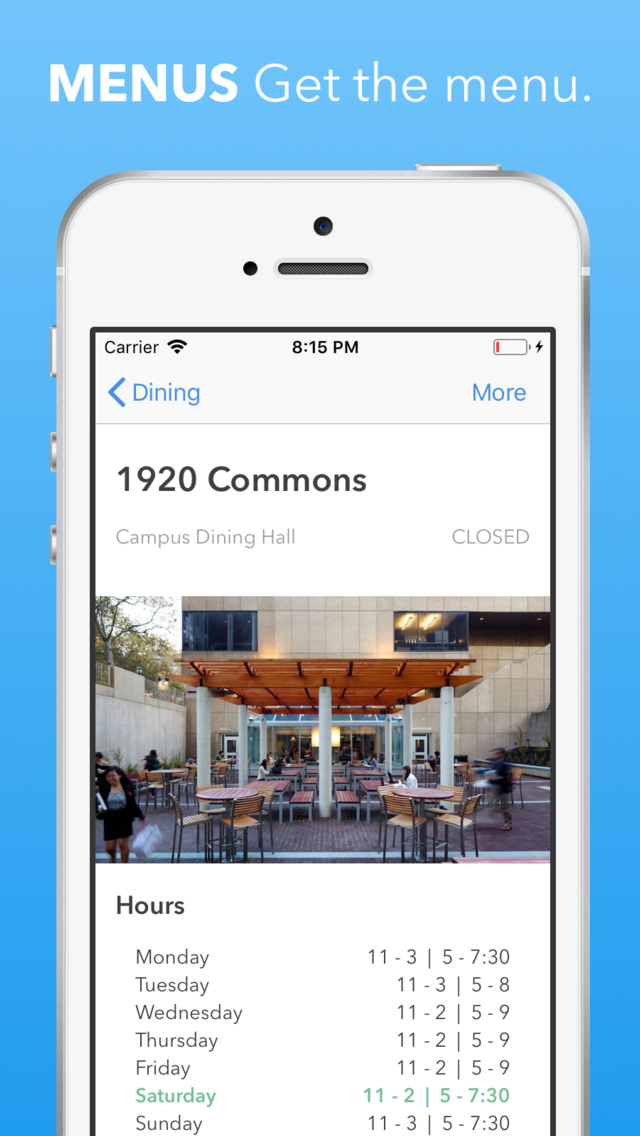 MENUS Get the menu.
Carrier 8:15 PM
Dining More
1920 Commons
Campus Dining Hall CLOSED
Hours
Monday 11 - 3 | 5 - 7:30
Tuesday 11 - 3 | 5 - 8
Wednesday 11 - 2 | 5 - 9
Thursday 11 - 2 | 5 - 9
Friday 11 - 2 | 5 - 9
Saturday 11 - 2 | 5 - 7:30
Sunday 11 - 3 | 5 - 7:30